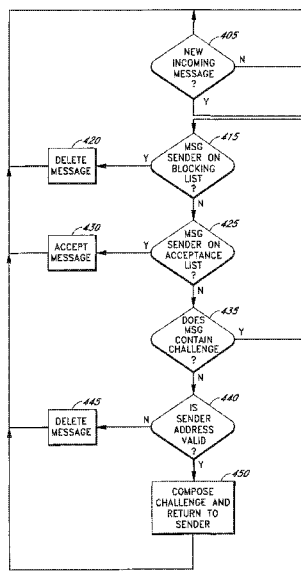 405
NEW
INCOMING
MESSAGE
?
N
Y
420
DELETE
MESSAGE
415
MSG
SENDER ON
BLOCKING
LIST
?
Y
N
430
ACCEPT
MESSAGE
425
MSG
SENDER ON
ACCEPTANCE
LIST
?
Y
N
435
DOES
MSG
CONTAIN
CHALLENGE
?
Y
N
445
DELETE
MESSAGE
440
IS
SENDER
ADDRESS
VALID
?
N
Y
450
COMPOSE
CHALLENGE AND
RETURN TO
SENDER